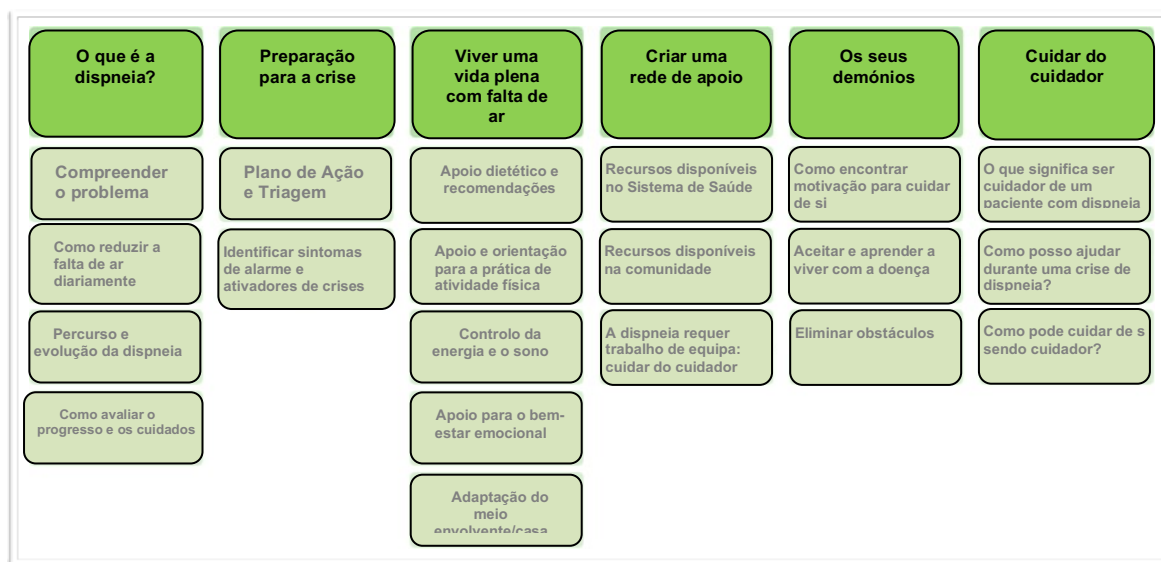 O que é a
dispneia?
Compreender
o problema
Como reduzir a
falta de ar
diariamente
Percurso e
evolução da dispneia
Como avaliar o
progresso e os cuidados
Preparação
para a crise
Plano de Ação
e Triagem
Identificar sintomas
de alarme e
ativadores de crises
Viver uma
vida plena
com falta de
ar
Apoio dietético e
recomendações
Apoio e orientação
para a prática de
atividade física
Controlo da
energia e o sono
Apoio para o bem-
estar emocional
Adaptação do
meio
envolvente/casa
Criar uma
rede de apoio
Recursos disponíveis
no Sistema de Saúde
Recursos disponíveis
na comunidade
A dispneia requer
trabalho de equipa:
cuidar do cuidador
Os seus
demónios
Como encontrar
motivação para cuidar
de si
Aceitar e aprender a
viver com a doença
Eliminar obstáculos
Cuidar do
cuidador
O que significa ser
cuidador de um
paciente com dispneia
Como posso ajudar
durante uma crise de
dispneia?
Como pode cuidar de s
sendo cuidador?